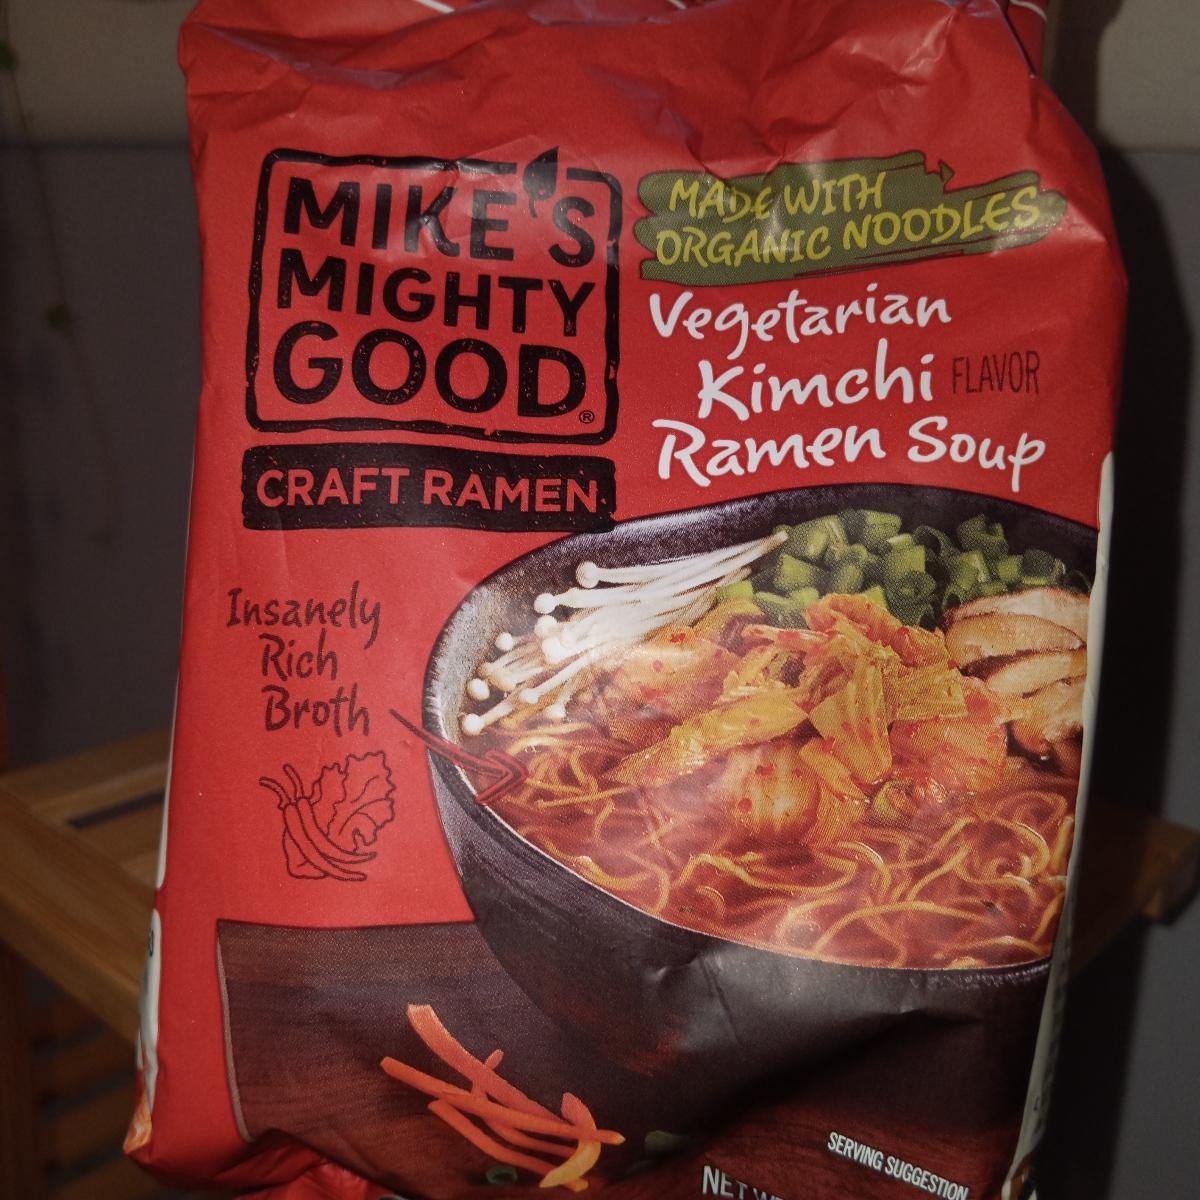 MIKE'S
MIGHTY
GOOD®
CRAFT RAMEN
MADE WITH
ORGANIC NOODLES
Vegetarian
Kimchi FLAVOR
Ramen Soup
Insanely
Rich
Broth
SERVING SUGGESTION
NET